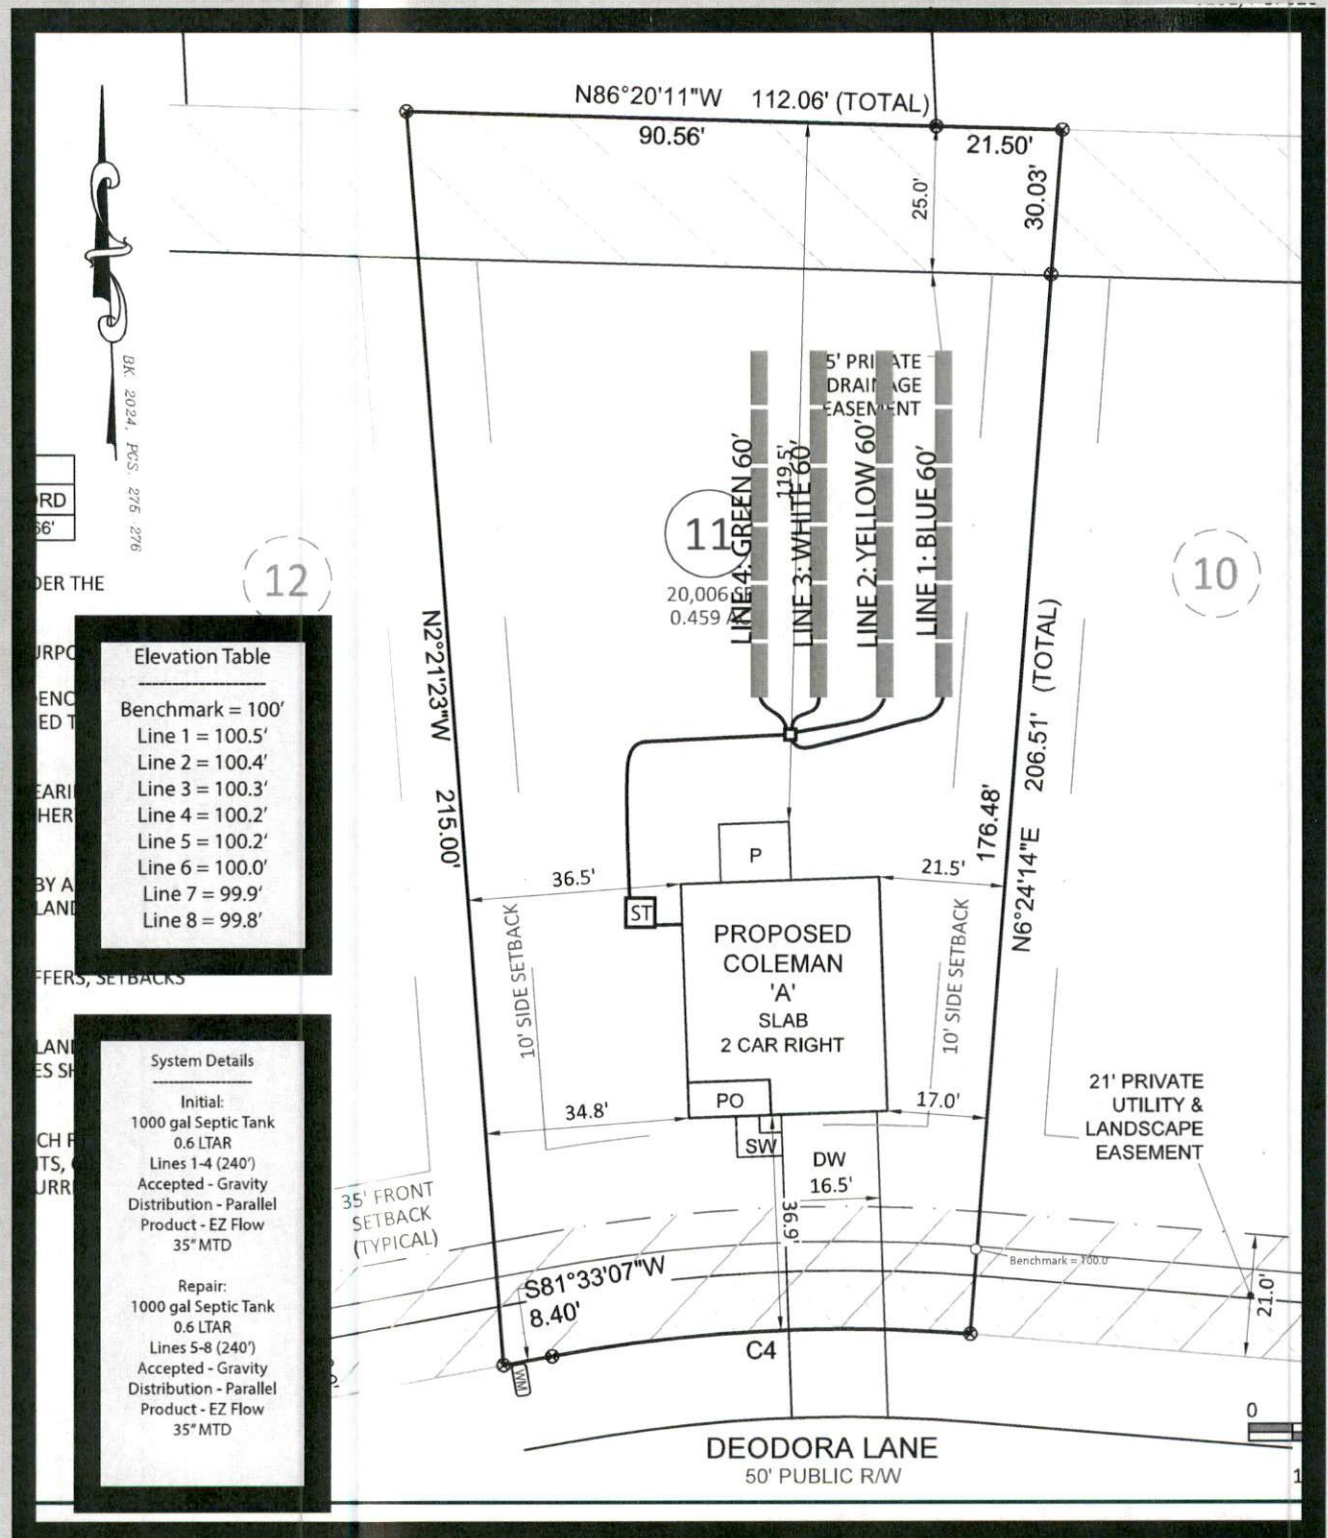 N86°20'11"W 112.06' (TOTAL)
90.56'
21.50'
25.0'
30.03'
BK. 2024, PGS. 275-276
ORD
DER THE
12
11
10
20,006
0.459
5' PRIVATE
DRAINAGE
EASEMENT
119.5'
LINE 4: GREEN 60'
LINE 3: WHITE 60'
LINE 2: YELLOW 60'
LINE 1: BLUE 60'
N2°21'23"W 215.00'
N6°24'14"E 206.51' (TOTAL)
176.48'
Elevation Table
Benchmark = 100'
Line 1 = 100.5'
Line 2 = 100.4'
Line 3 = 100.3'
Line 4 = 100.2'
Line 5 = 100.2'
Line 6 = 100.0'
Line 7 = 99.9'
Line 8 = 99.8'
FFERS, SETBACKS
P
36.5'
21.5'
ST
10' SIDE SETBACK
PROPOSED
COLEMAN
'A'
SLAB
2 CAR RIGHT
10' SIDE SETBACK
34.8'
PO
17.0'
SW
DW
16.5'
36.9'
System Details
Initial:
1000 gal Septic Tank
0.6 LTAR
Lines 1-4 (240')
Accepted - Gravity
Distribution - Parallel
Product - EZ Flow
35" MTD
Repair:
1000 gal Septic Tank
0.6 LTAR
Lines 5-8 (240')
Accepted - Gravity
Distribution - Parallel
Product - EZ Flow
35" MTD
21' PRIVATE
UTILITY &
LANDSCAPE
EASEMENT
35' FRONT
SETBACK
(TYPICAL)
Benchmark = 100.0'
21.0'
S81°33'07"W
8.40'
C4
WM
0
DEODORA LANE
50' PUBLIC R/W
1